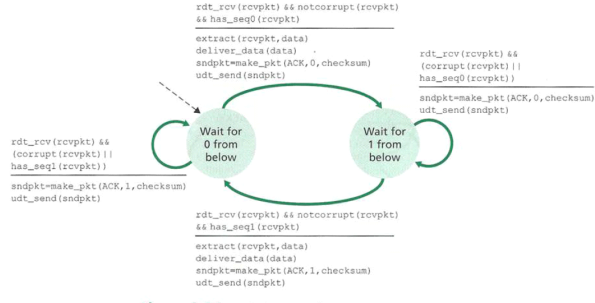 rdt_rcv(rcvpkt) && notcorrupt(rcvpkt)
&& has_seq0(rcvpkt)
extract(rcvpkt,data)
deliver_data(data)
sndpkt=make_pkt(ACK,0,checksum)
udt_send(sndpkt)
rdt_rcv(rcvpkt) &&
(corrupt(rcvpkt)||
has_seq0(rcvpkt))
sndpkt=make_pkt(ACK,0,checksum)
udt_send(sndpkt)
Wait for
0 from
below
Wait for
1 from
below
rdt_rcv(rcvpkt) &&
(corrupt(rcvpkt)||
has_seq1(rcvpkt))
sndpkt=make_pkt(ACK,1,checksum)
udt_send(sndpkt)
rdt_rcv(rcvpkt) && notcorrupt(rcvpkt)
&& has_seq1(rcvpkt)
extract(rcvpkt,data)
deliver_data(data)
sndpkt=make_pkt(ACK,1,checksum)
udt_send(sndpkt)